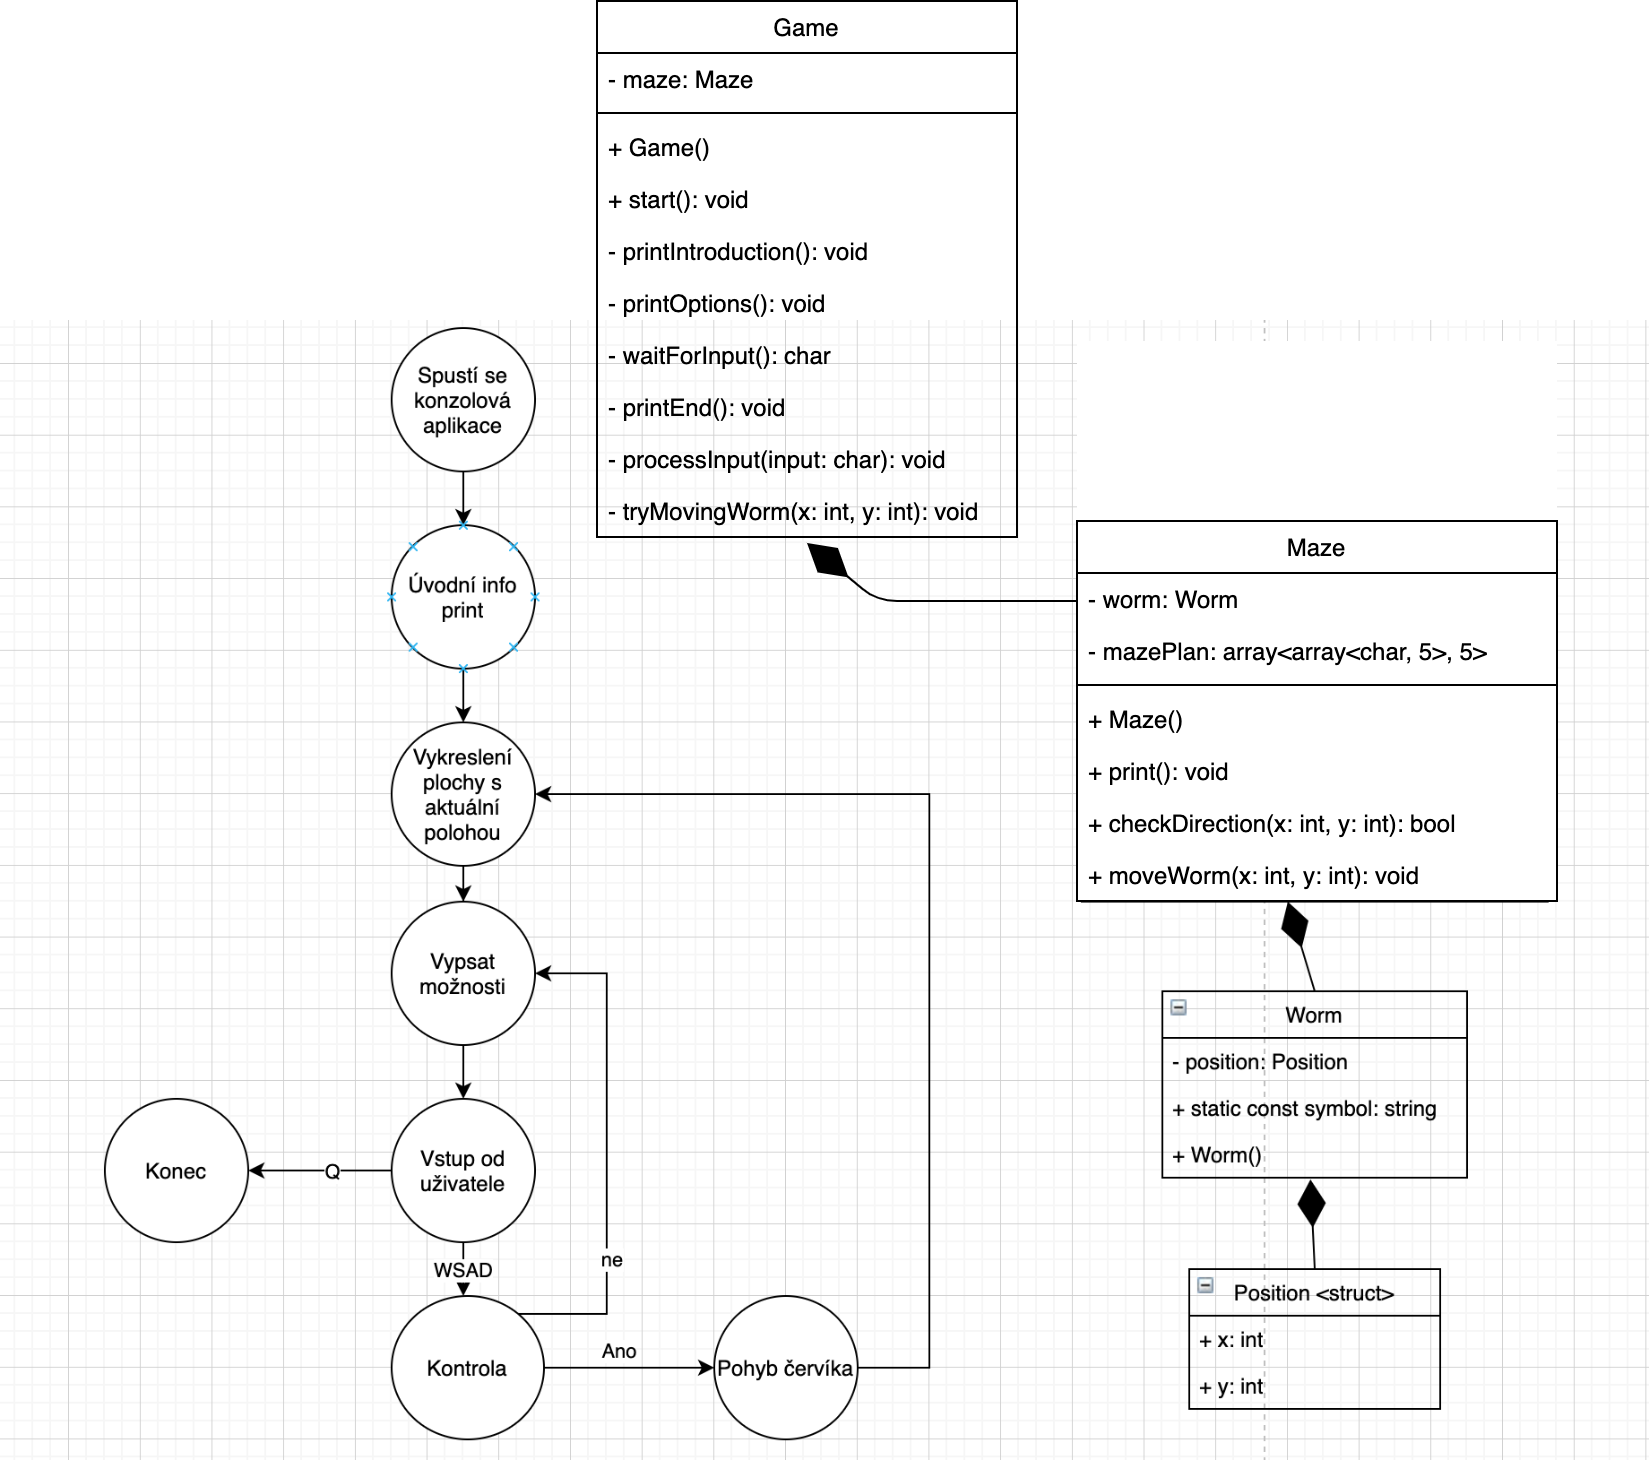 Game
- maze: Maze
+ Game()
+ start(): void
- printIntroduction(): void
- printOptions(): void
- waitForInput(): char
- printEnd(): void
- processInput(input: char): void
- tryMovingWorm(x: int, y: int): void
Spustí se
konzolová
aplikace
Úvodní info
print
Vykreslení
plochy s
aktuální
polohou
Vypsat
možnosti
Vstup od
uživatele
Q
Konec
WSAD
ne
Kontrola
Ano
Pohyb červíka
Maze
- worm: Worm
- mazePlan: array<array<char, 5>, 5>
+ Maze()
+ print(): void
+ checkDirection(x: int, y: int): bool
+ moveWorm(x: int, y: int): void
Worm
- position: Position
+ static const symbol: string
+ Worm()
Position <struct>
+ x: int
+ y: int